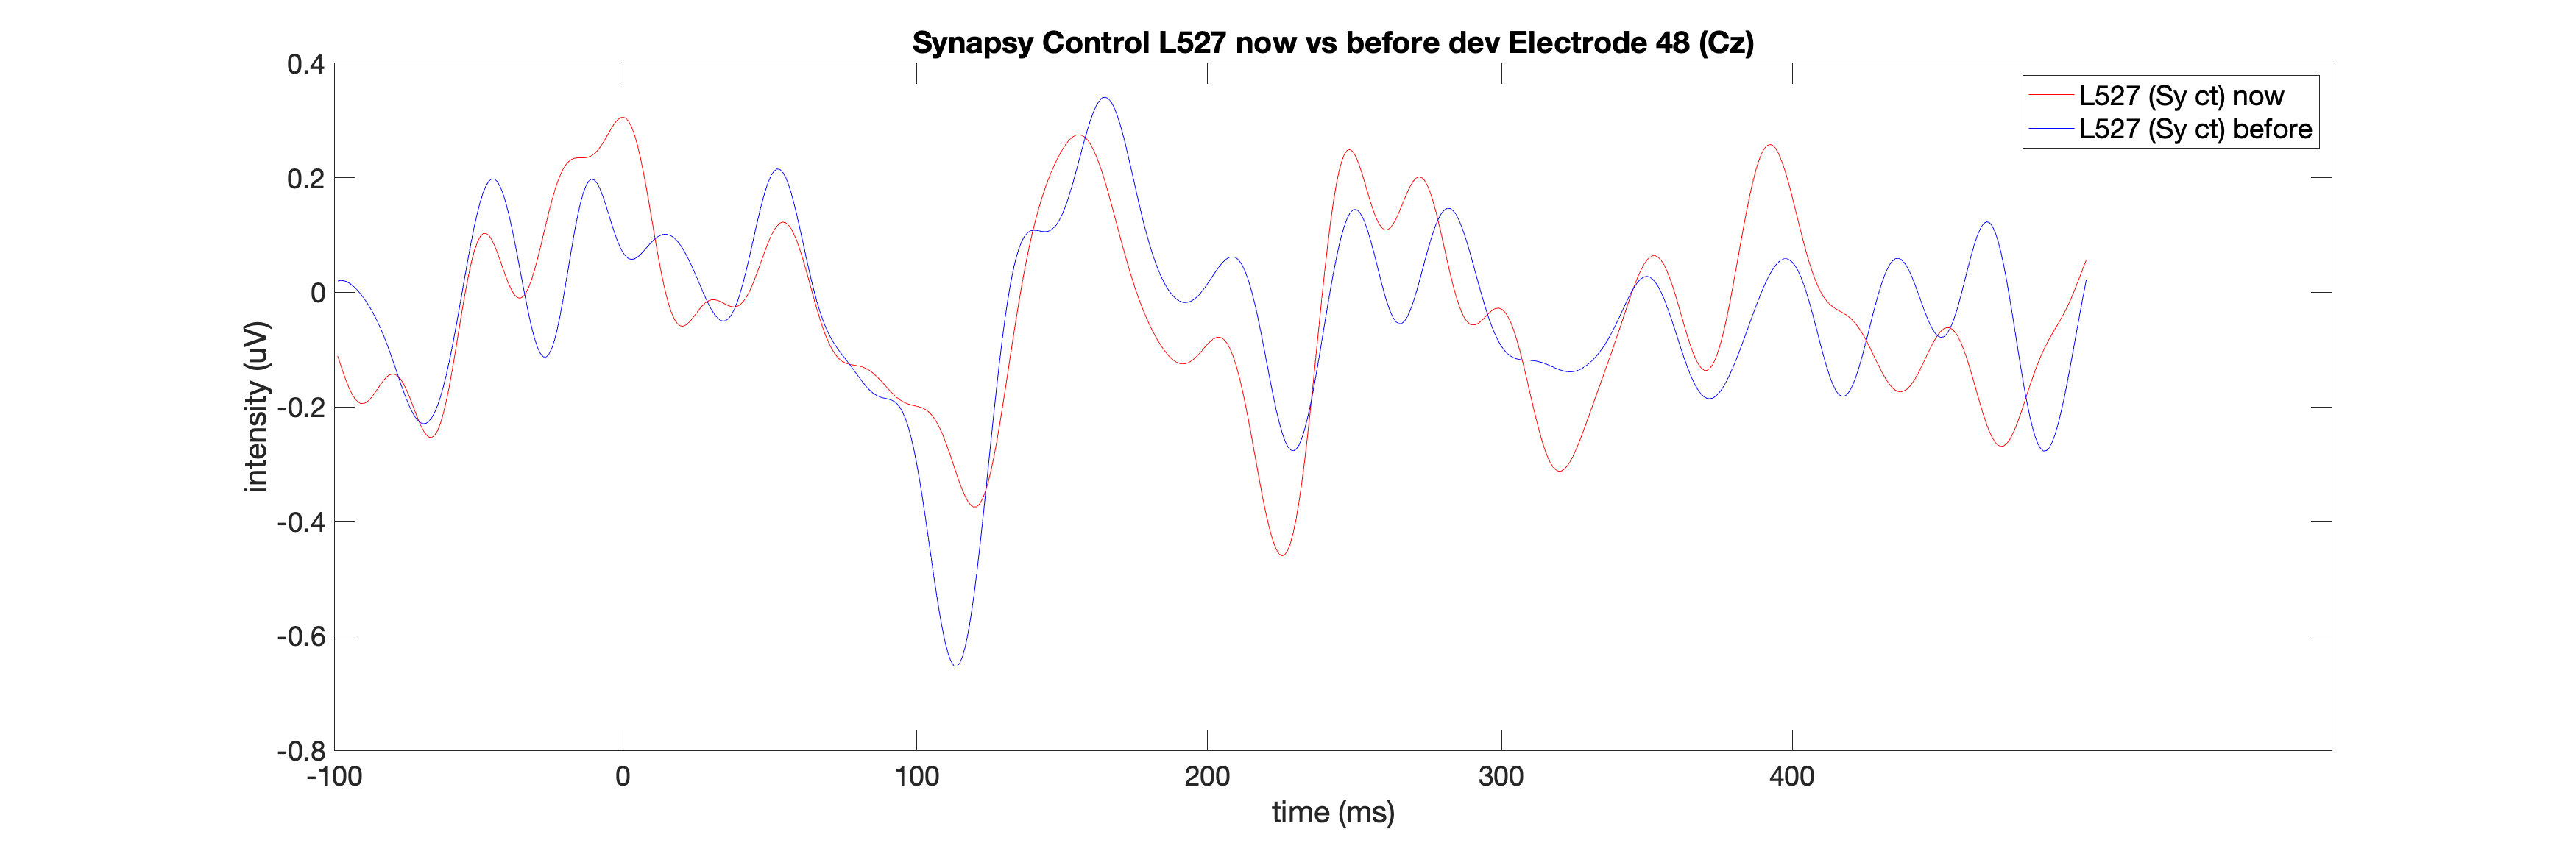 Synapsy Control L527 now vs before dev Electrode 48 (Cz)
L527 (Sy ct) now
L527 (Sy ct) before
intensity (uV)
0.4
0.2
0
-0.2
-0.4
-0.6
-0.8
-100 0 100 200 300 400
time (ms)